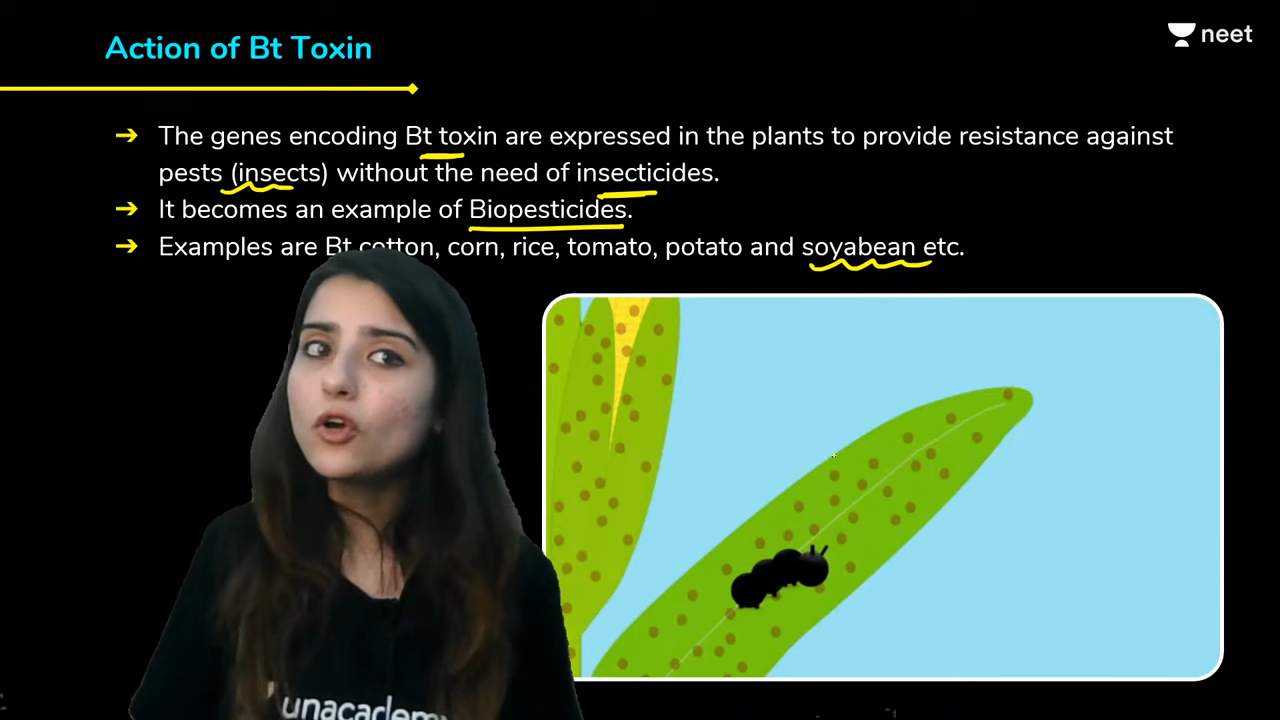 Action of Bt Toxin
neet
➔ The genes encoding Bt toxin are expressed in the plants to provide resistance against
pests (insects) without the need of insecticides.
➔ It becomes an example of Biopesticides.
➔ Examples are Bt cotton, corn, rice, tomato, potato and soyabean etc.
unacademy